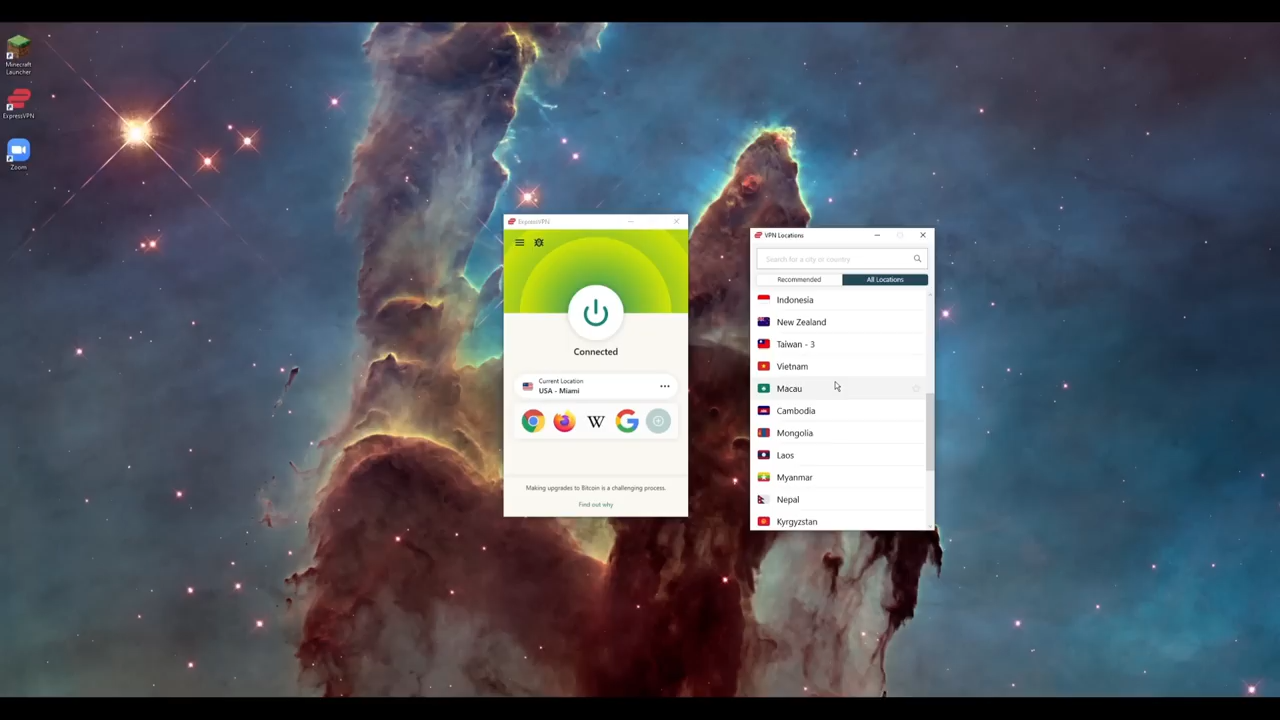 Minecraft
Launcher
ExpressVPN
Zoom
ExpressVPN
Connected
Current Location
USA - Miami
W
G
Making upgrades to Bitcoin is a challenging process.
Find out why
VPN Locations
Search for a city or country
Recommended
All Locations
Indonesia
New Zealand
Taiwan - 3
Vietnam
Macau
Cambodia
Mongolia
Laos
Myanmar
Nepal
Kyrgyzstan